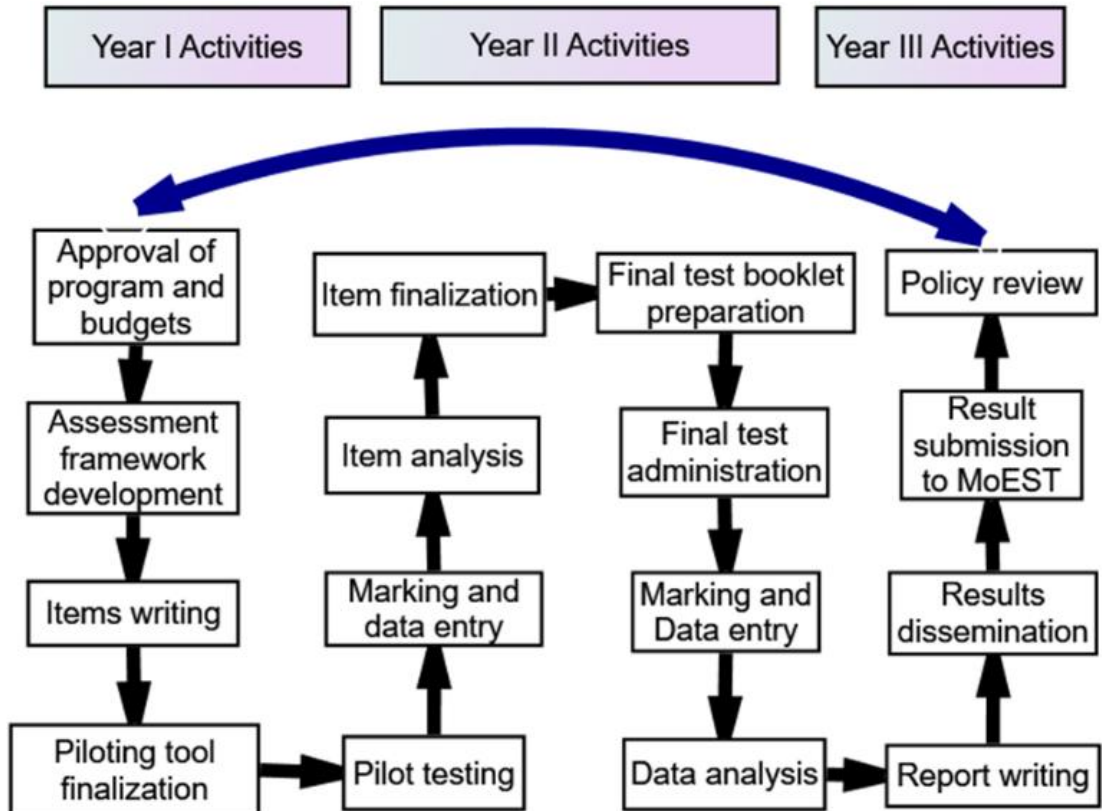 Year I Activities
Year II Activities
Year III Activities
Approval of
program and
budgets
Assessment
framework
development
Items writing
Piloting tool
finalization
Pilot testing
Marking and
data entry
Item analysis
Item finalization
Final test booklet
preparation
Final test
administration
Marking and
Data entry
Data analysis
Report writing
Results
dissemination
Result
submission
to MoEST
Policy review